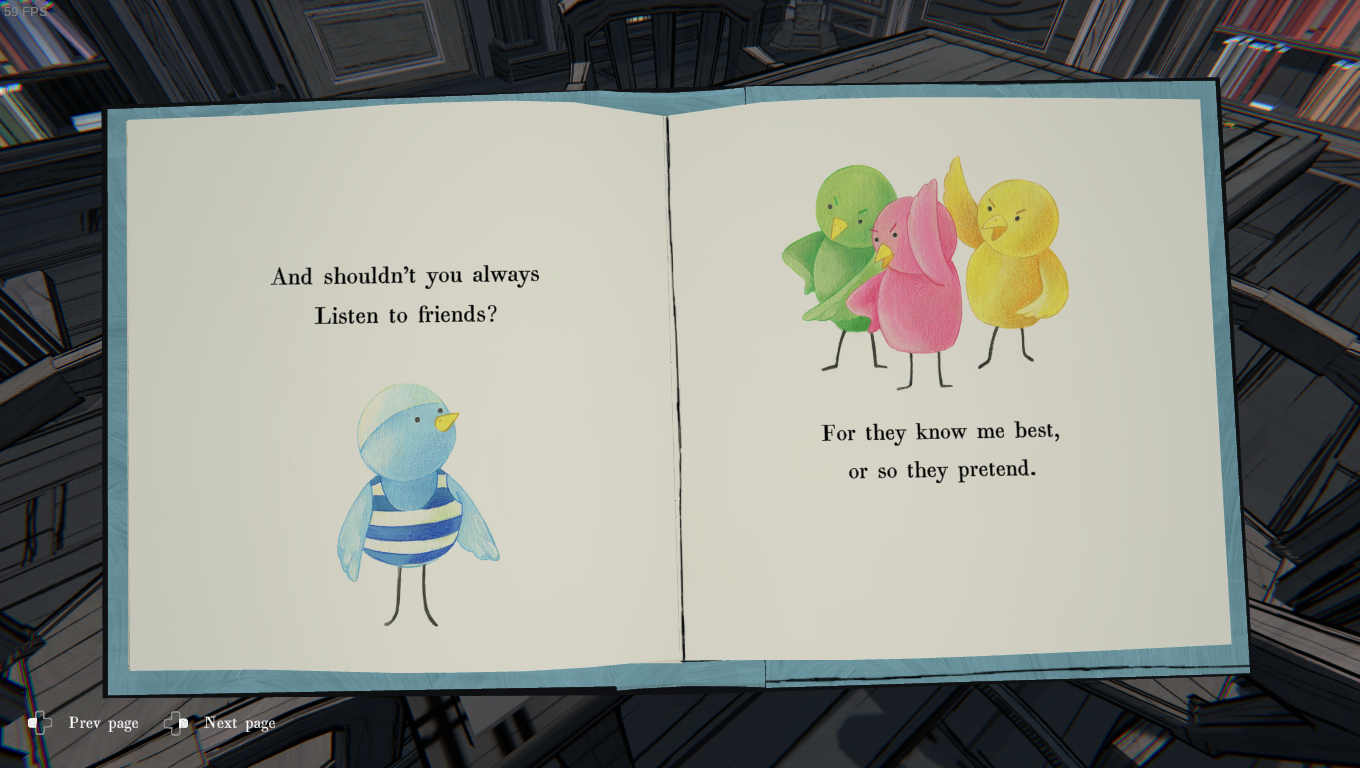 59 FPS
And shouldn't you always
Listen to friends?
For they know me best,
or so they pretend.
Prev page
Next page